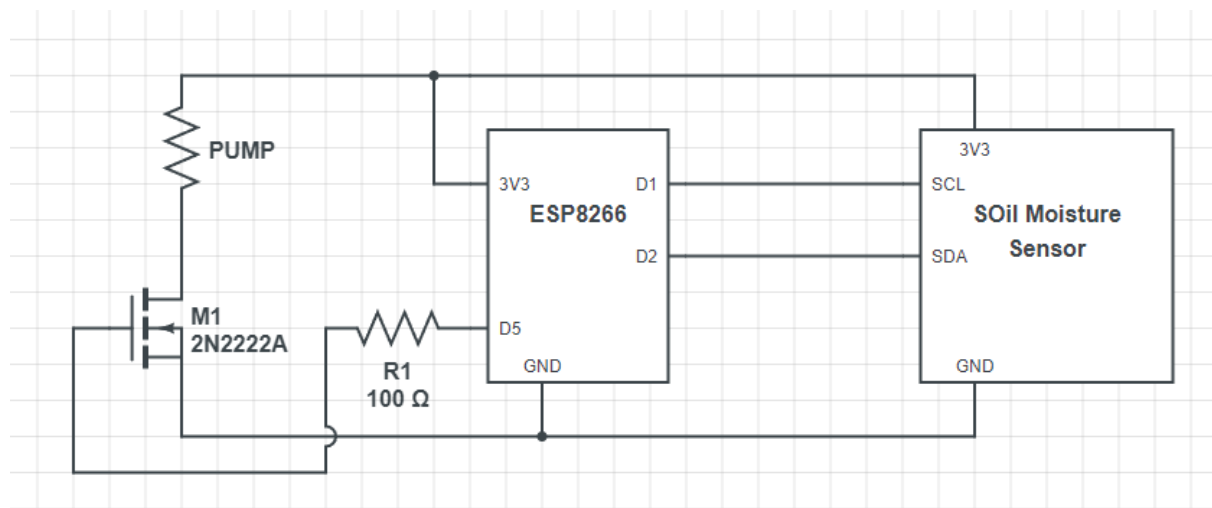 PUMP
M1
2N2222A
R1
100 Ω
3V3
ESP8266
D1
D2
D5
GND
3V3
SCL
SOil Moisture
Sensor
SDA
GND